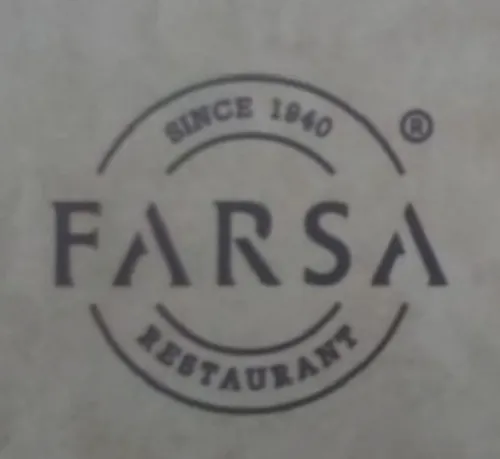 SINCE 1940
®
FARSA
RESTAURANT